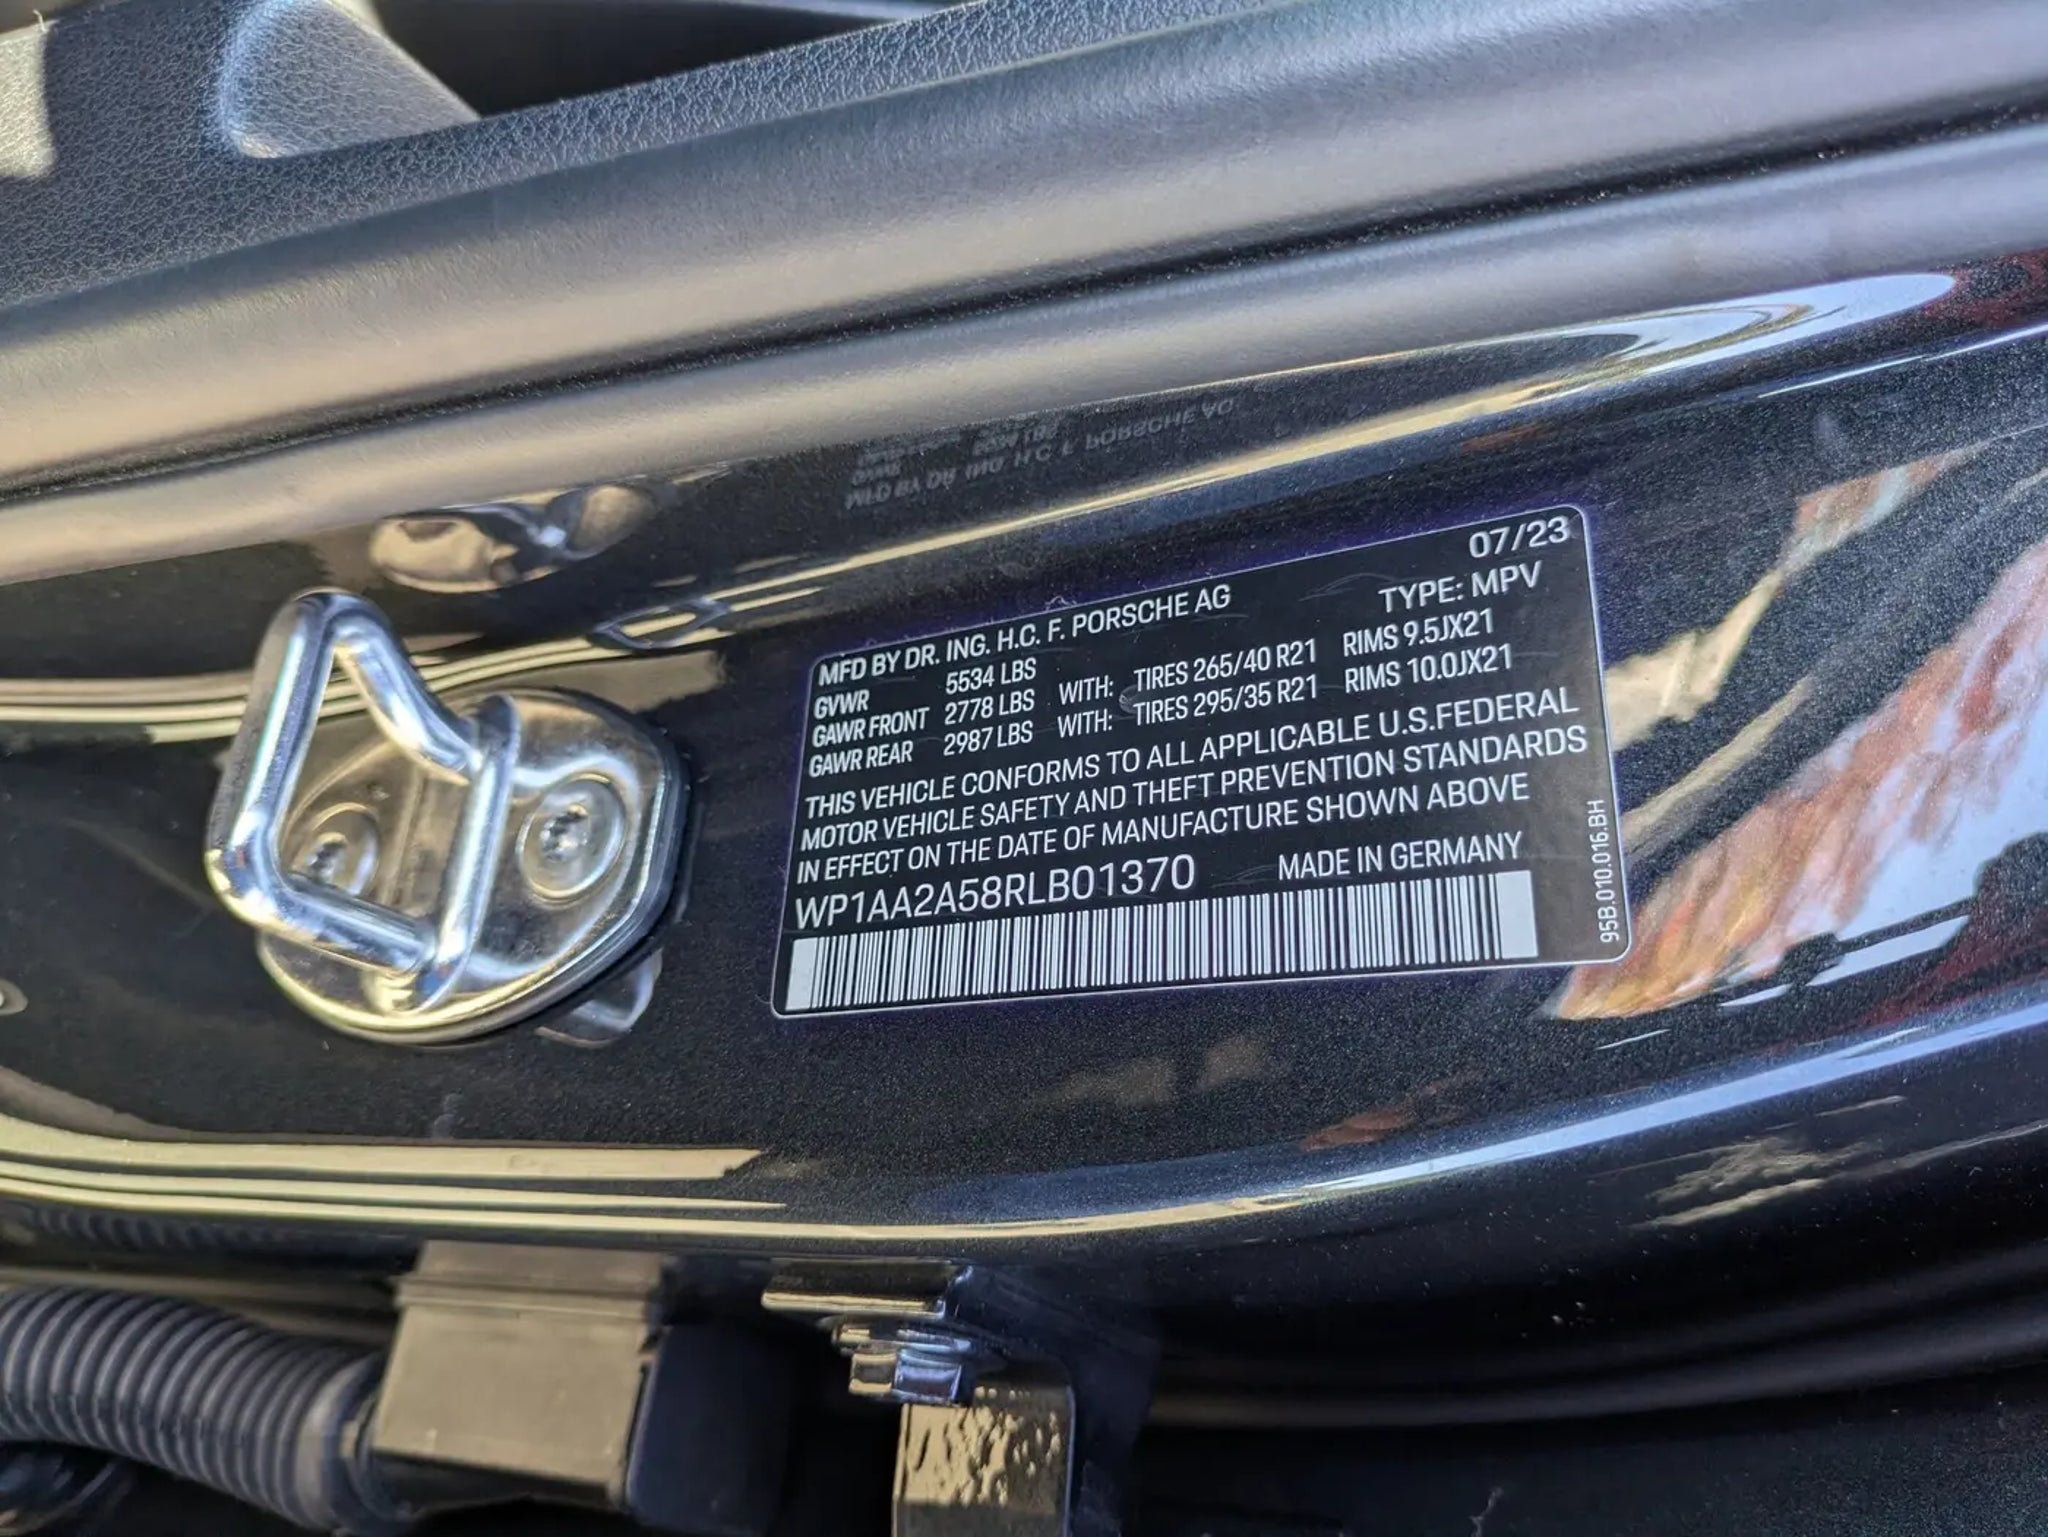 07/23
MFD BY DR. ING. H.C. F. PORSCHE AG TYPE: MPV
GVWR 5534 LBS
GAWR FRONT 2778 LBS WITH: TIRES 265/40 R21 RIMS 9.5JX21
GAWR REAR 2987 LBS WITH: TIRES 295/35 R21 RIMS 10.0JX21
THIS VEHICLE CONFORMS TO ALL APPLICABLE U.S.FEDERAL
MOTOR VEHICLE SAFETY AND THEFT PREVENTION STANDARDS
IN EFFECT ON THE DATE OF MANUFACTURE SHOWN ABOVE
WP1AA2A58RLB01370 MADE IN GERMANY
95B.010.016.BH